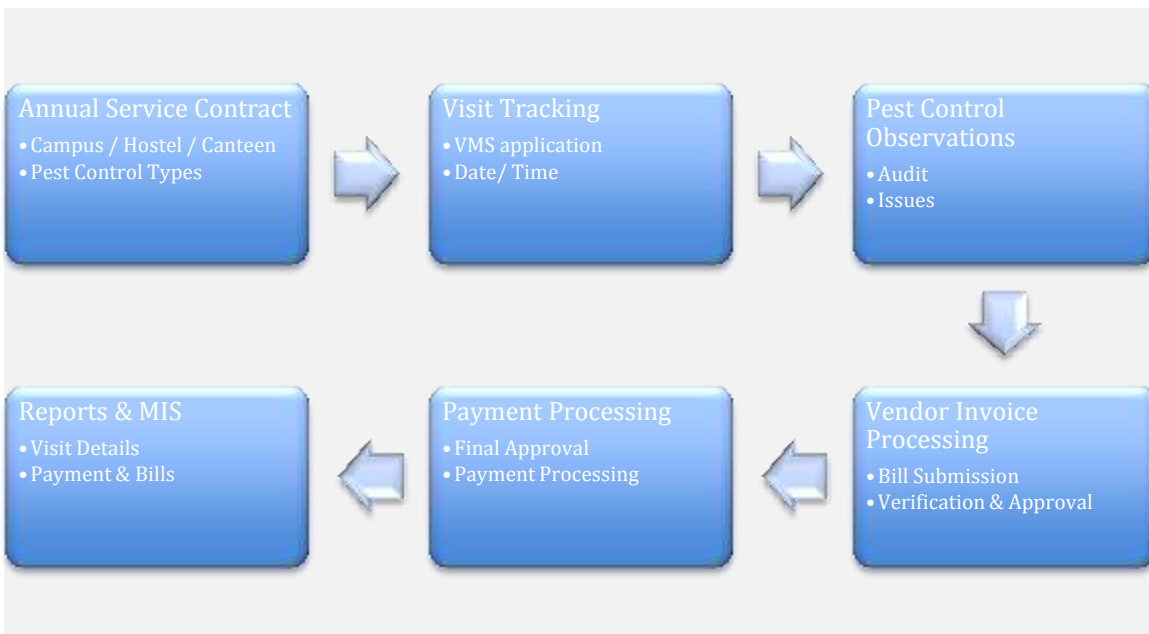 Annual Service Contract
• Campus / Hostel / Canteen
• Pest Control Types
Visit Tracking
• VMS application
• Date/ Time
Pest Control
Observations
• Audit
• Issues
Vendor Invoice
Processing
• Bill Submission
• Verification & Approval
Payment Processing
• Final Approval
• Payment Processing
Reports & MIS
• Visit Details
• Payment & Bills